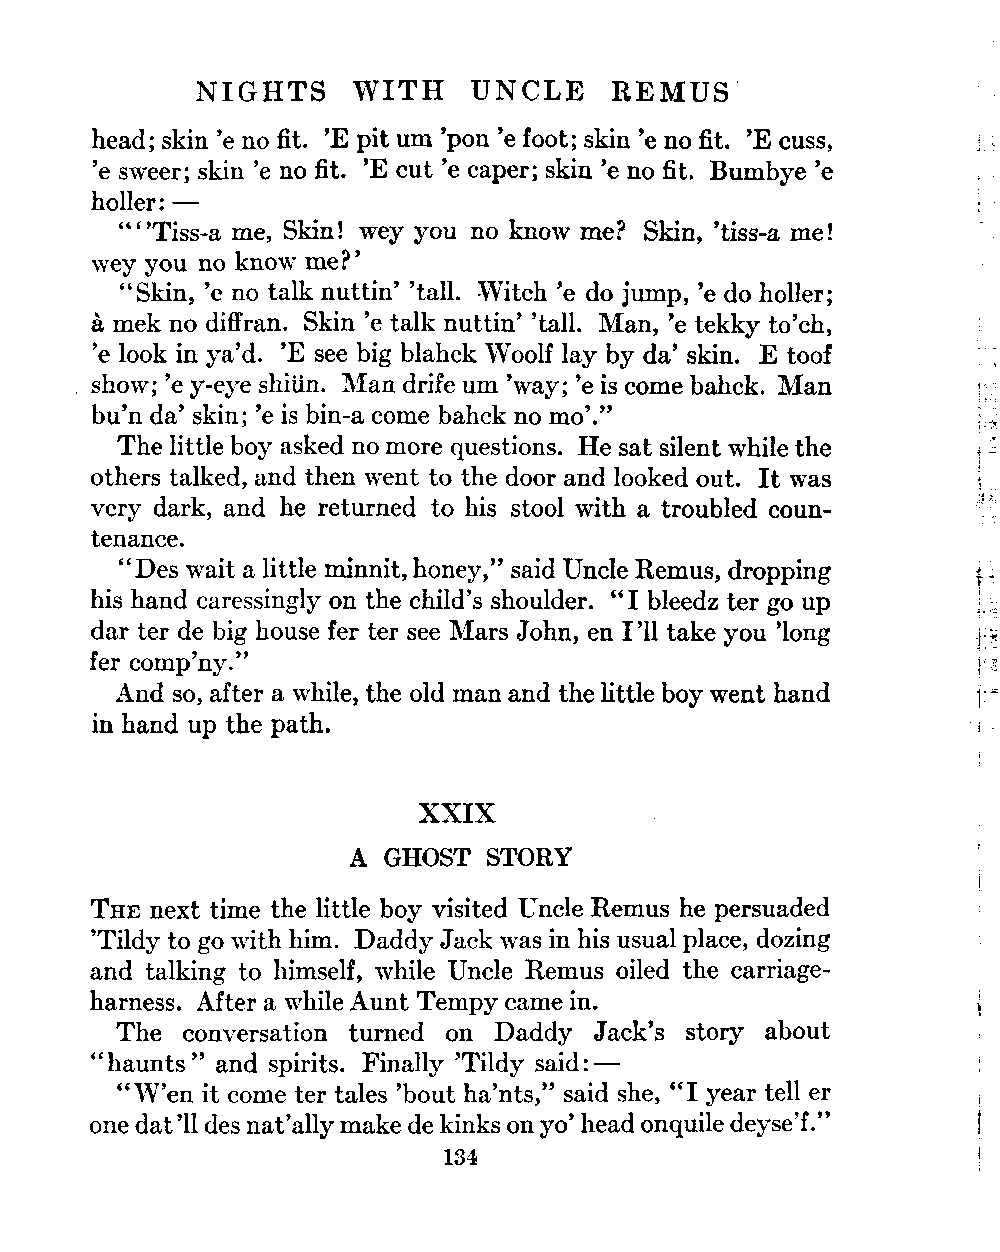 NIGHTS WITH UNCLE REMUS
head; skin 'e no fit. 'E pit um 'pon 'e foot; skin 'e no fit. 'E cuss,
'e sweer; skin 'e no fit. 'E cut 'e caper; skin 'e no fit. Bumbye 'e
holler: —
"''Tiss-a me, Skin! wey you no know me? Skin, 'tiss-a me!
wey you no know me?'
"Skin, 'e no talk nuttin' 'tall. Witch 'e do jump, 'e do holler;
à mek no diffran. Skin 'e talk nuttin' 'tall. Man, 'e tekky to'ch,
'e look in ya'd. 'E see big blahck Woolf lay by da' skin. E toof
show; 'e y-eye shiün. Man drife um 'way; 'e is come bahck. Man
bu'n da' skin; 'e is bin-a come bahck no mo'."
The little boy asked no more questions. He sat silent while the
others talked, and then went to the door and looked out. It was
very dark, and he returned to his stool with a troubled coun-
tenance.
"Des wait a little minnit, honey," said Uncle Remus, dropping
his hand caressingly on the child's shoulder. "I bleedz ter go up
dar ter de big house fer ter see Mars John, en I'll take you 'long
fer comp'ny."
And so, after a while, the old man and the little boy went hand
in hand up the path.
XXIX
A GHOST STORY
THE next time the little boy visited Uncle Remus he persuaded
'Tildy to go with him. Daddy Jack was in his usual place, dozing
and talking to himself, while Uncle Remus oiled the carriage-
harness. After a while Aunt Tempy came in.
The conversation turned on Daddy Jack's story about
"haunts" and spirits. Finally 'Tildy said: —
"W'en it come ter tales 'bout ha'nts," said she, "I year tell er
one dat 'll des nat'ally make de kinks on yo' head onquile deyse'f."
134